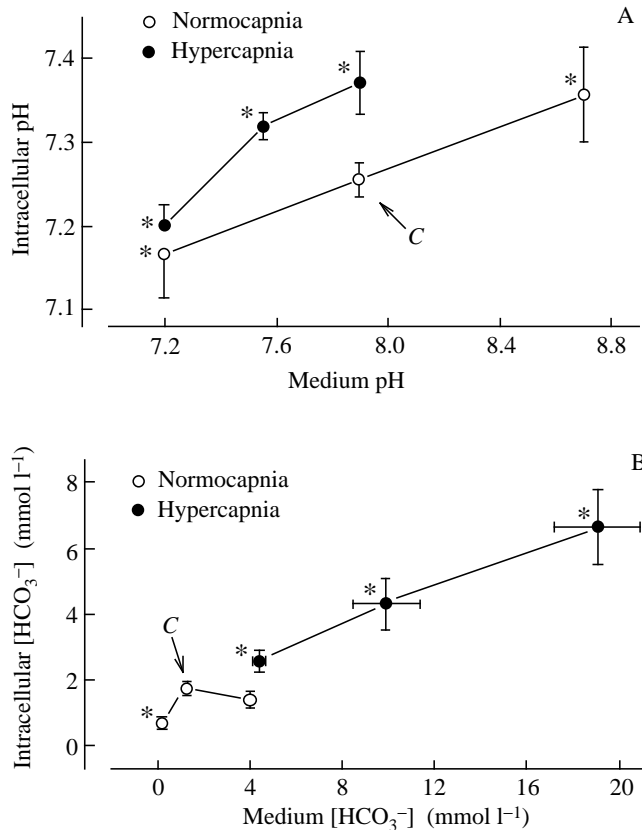 A
Normocapnia
Hypercapnia
Intracellular pH
7.4
7.3
7.2
7.1
*
*
*
*
*
C
7.2 7.6 8.0 8.4 8.8
Medium pH
B
Normocapnia
Hypercapnia
Intracellular [HCO₃⁻] (mmol l⁻¹)
8
6
4
2
0
*
*
*
*
C
0 4 8 12 16 20
Medium [HCO₃⁻] (mmol l⁻¹)